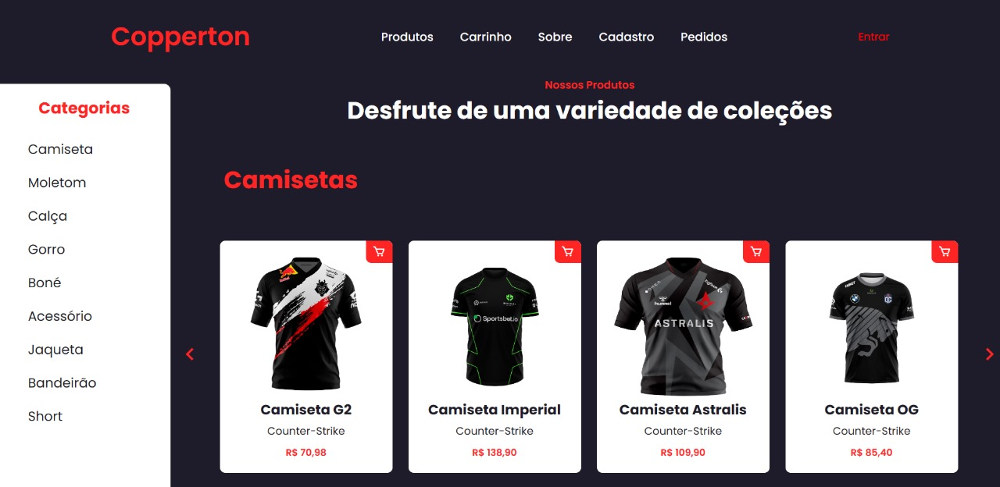 Copperton
Produtos Carrinho Sobre Cadastro Pedidos
Entrar
Categorias
Camiseta
Moletom
Calça
Gorro
Boné
Acessório
Jaqueta
Bandeirão
Short
Nossos Produtos
Desfrute de uma variedade de coleções
Camisetas
Camiseta G2
Counter-Strike
R$ 70,98
Sportsbet.io
Camiseta Imperial
Counter-Strike
R$ 138,90
hummel
ASTRALIS
Camiseta Astralis
Counter-Strike
R$ 109,90
OG
Camiseta OG
Counter-Strike
R$ 85,40